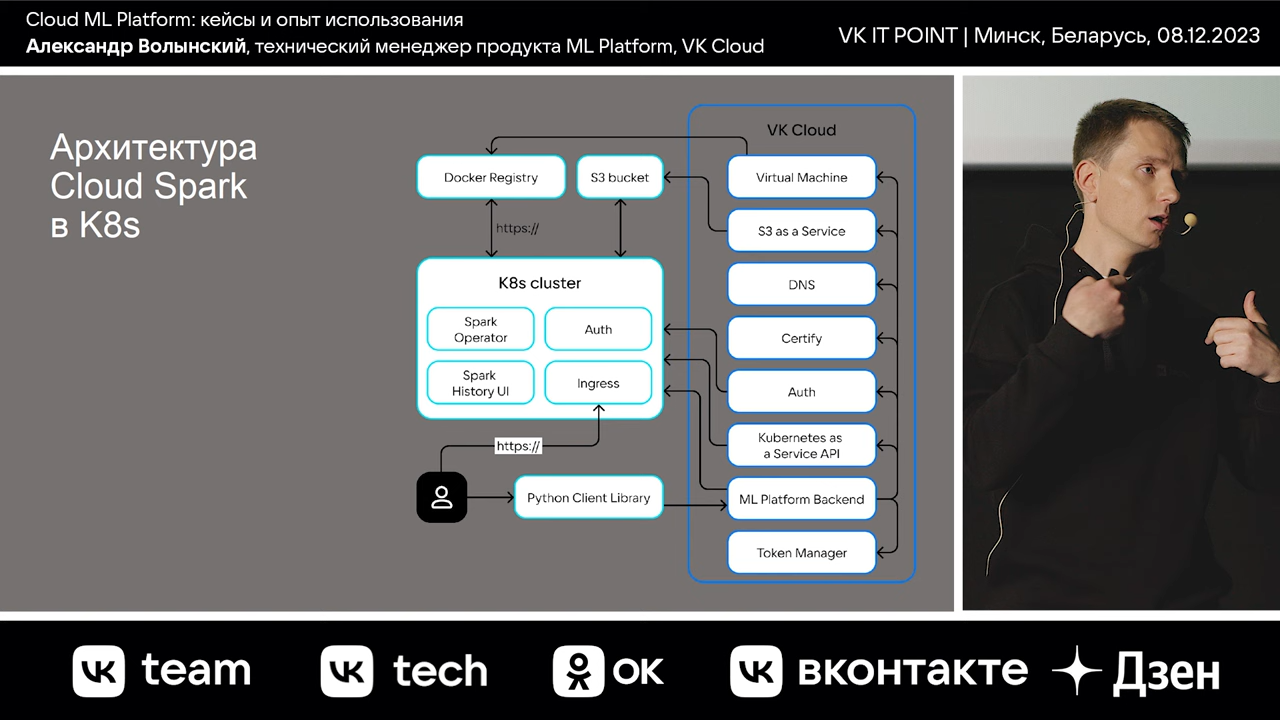 Cloud ML Platform: кейсы и опыт использования
Александр Волынский, технический менеджер продукта ML Platform, VK Cloud
VK IT POINT | Минск, Беларусь, 08.12.2023
Архитектура
Cloud Spark
в K8s
VK Cloud
Docker Registry
S3 bucket
Virtual Machine
https://
S3 as a Service
K8s cluster
DNS
Spark
Operator
Auth
Certify
Spark
History UI
Ingress
Auth
https://
Kubernetes as
a Service API
Python Client Library
ML Platform Backend
Token Manager
VK team
VK tech
ОК
VK вконтакте
Дзен